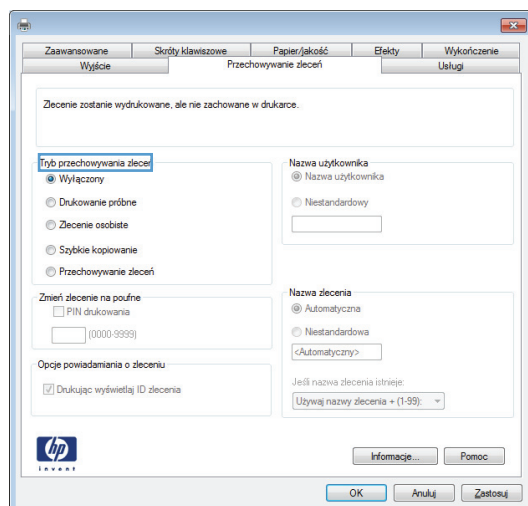 Zaawansowane Skróty klawiszowe Papier/jakość Efekty Wykończenie
Wyjście Przechowywanie zleceń Usługi
Zlecenie zostanie wydrukowane, ale nie zachowane w drukarce.
Tryb przechowywania zleceń
Wyłączony
Drukowanie próbne
Zlecenie osobiste
Szybkie kopiowanie
Przechowywanie zleceń
Nazwa użytkownika
Nazwa użytkownika
Niestandardowy
Zmień zlecenie na poufne
PIN drukowania
(0000-9999)
Nazwa zlecenia
Automatyczna
Niestandardowa
<Automatyczny>
Opcje powiadamiania o zleceniu
Drukując wyświetlaj ID zlecenia
Jeśli nazwa zlecenia istnieje:
Używaj nazwy zlecenia + (1-99):
hp
invent
Informacje... Pomoc
OK Anuluj Zastosuj